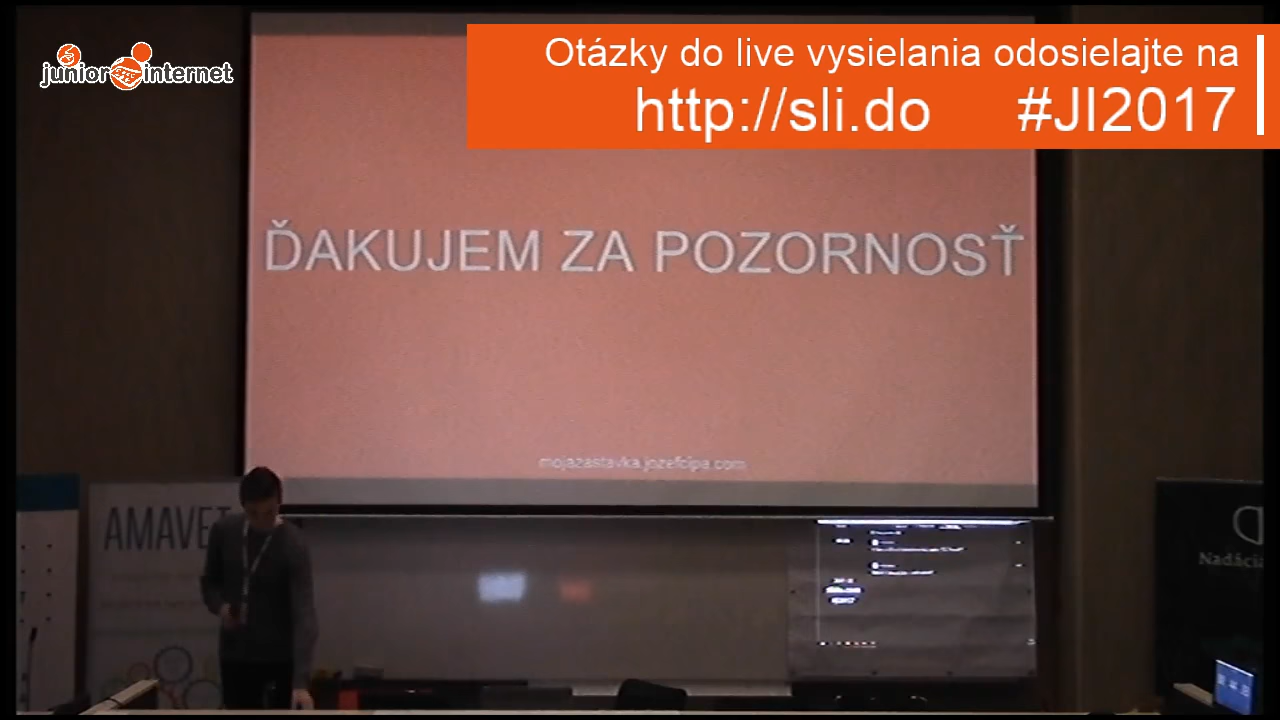 junior internet
Otázky do live vysielania odosielajte na
http://sli.do #JI2017
ĎAKUJEM ZA POZORNOSŤ
mojazastavka.jozefcipa.com
AMAVET
Nadácia